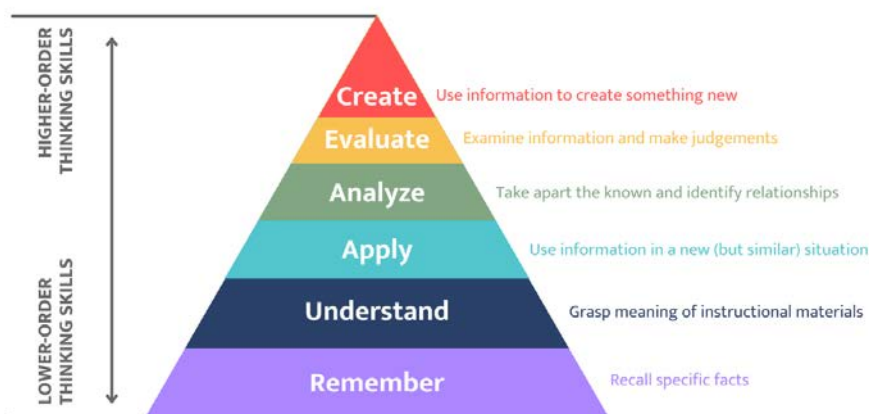 HIGHER-ORDER
THINKING SKILLS
LOWER-ORDER
THINKING SKILLS
Create
Use information to create something new
Evaluate
Examine information and make judgements
Analyze
Take apart the known and identify relationships
Apply
Use information in a new (but similar) situation
Understand
Grasp meaning of instructional materials
Remember
Recall specific facts